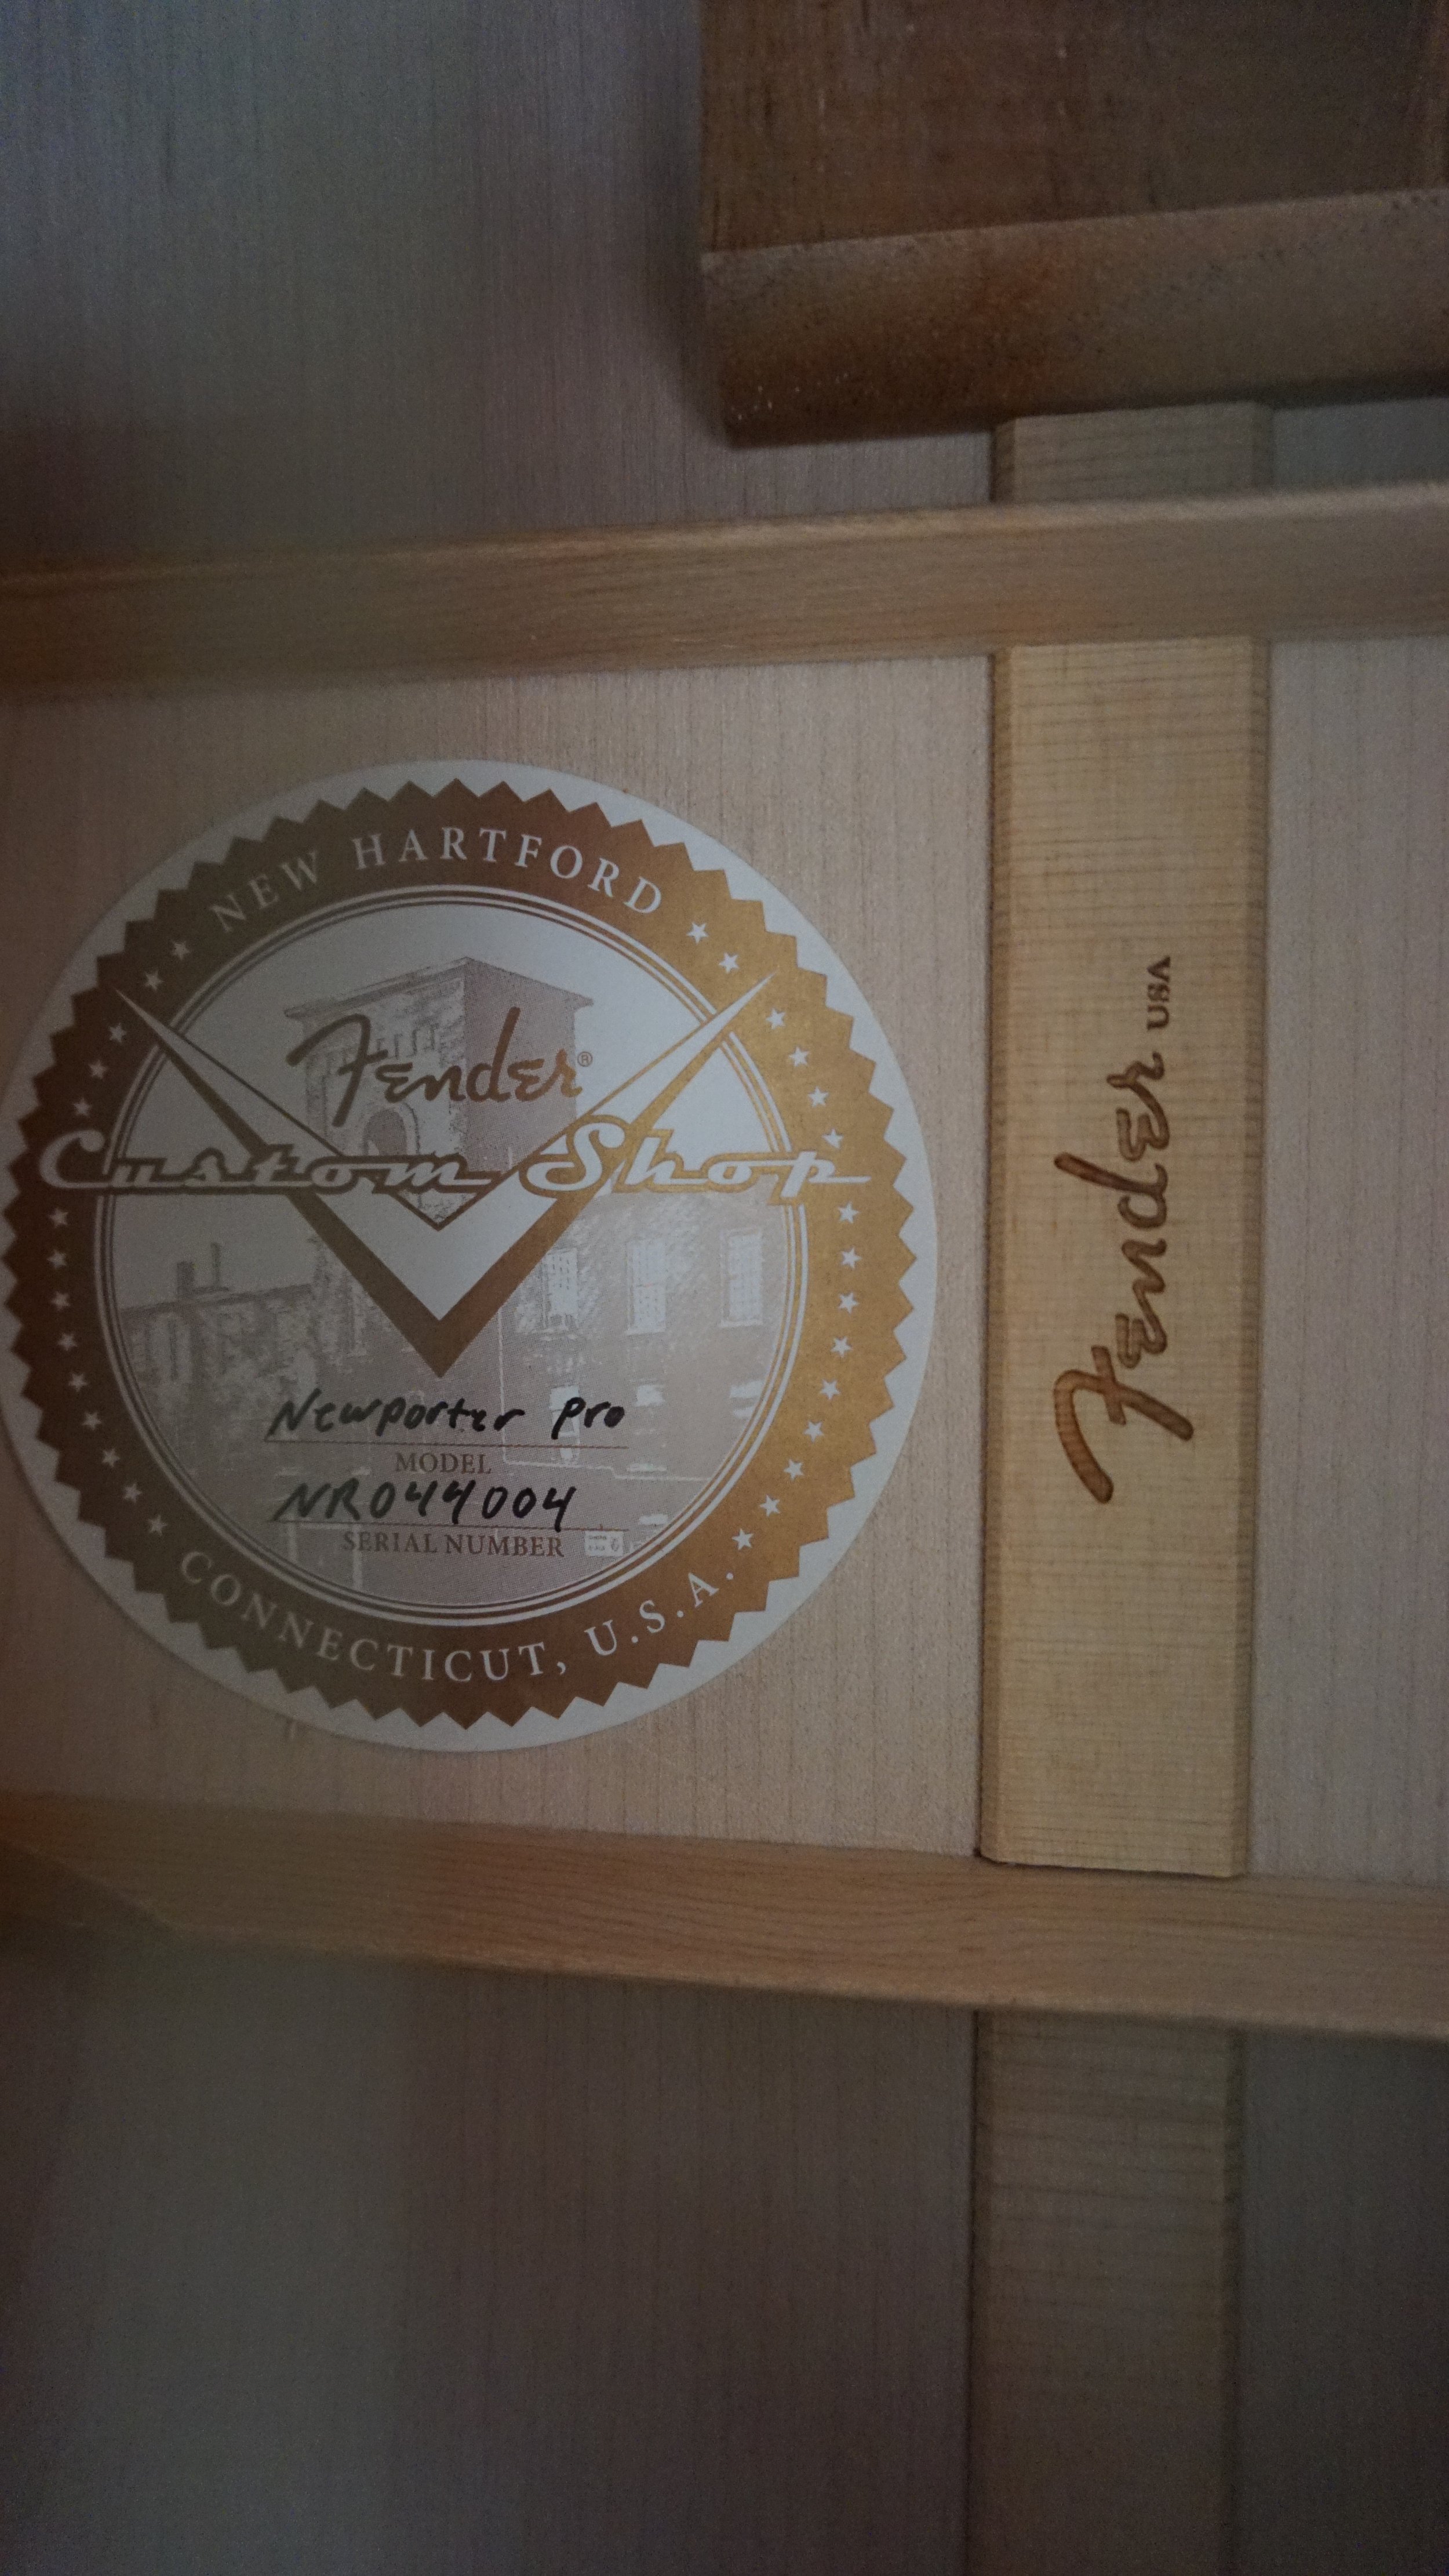 NEW HARTFORD
Fender®
Custom Shop
Newporter Pro
MODEL
NR044004
SERIAL NUMBER
CONNECTICUT, U.S.A.
Fender USA